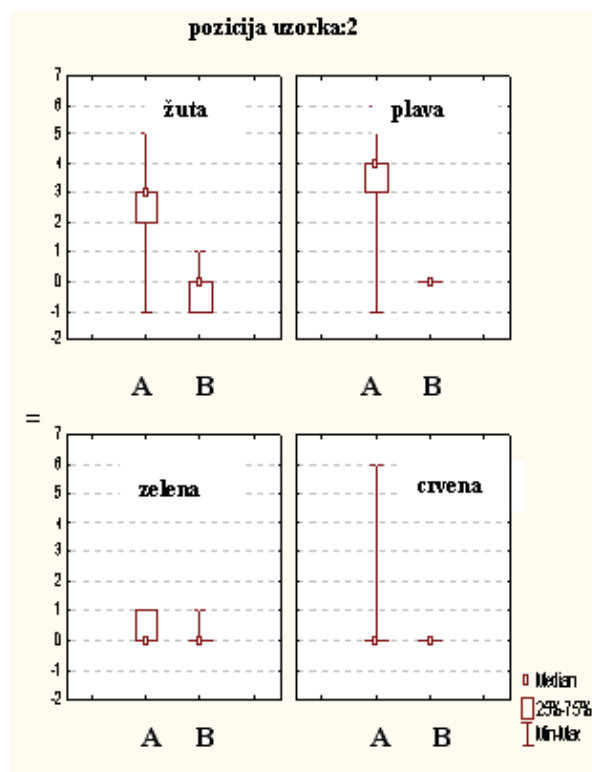 pozicija uzorka:2
7
6
5
4
3
2
1
0
-1
-2
žuta
plava
A B
A B
=
7
6
5
4
3
2
1
0
-1
-2
zelena
crvena
A B
A B
Median
25%-75%
Min-Max